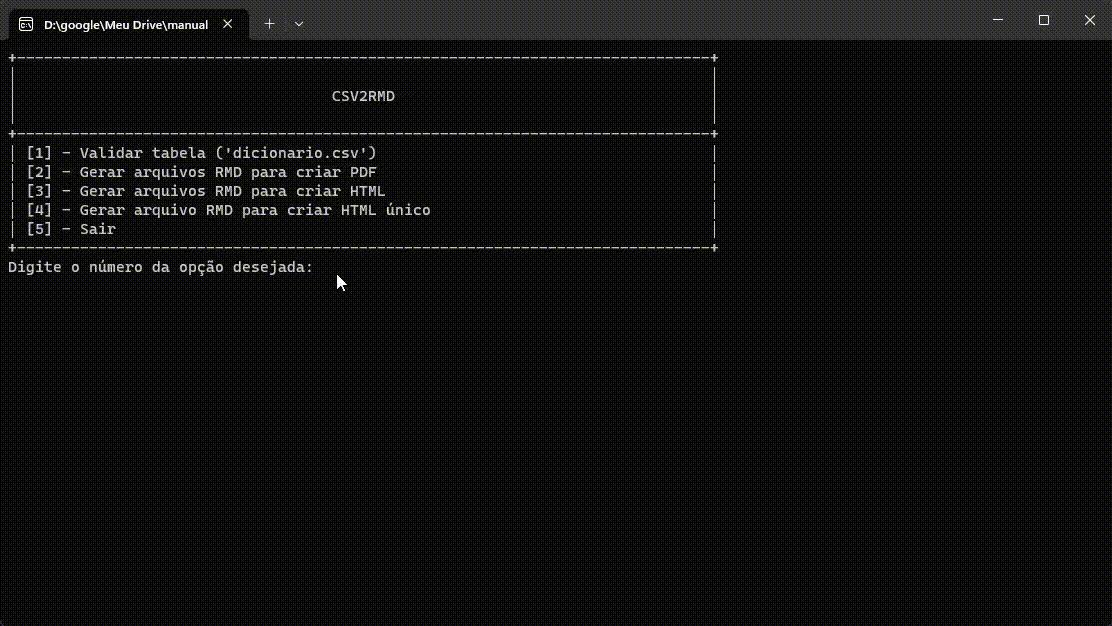 D:\google\Meu Drive\manual
CSV2RMD
[1] - Validar tabela ('dicionario.csv')
[2] - Gerar arquivos RMD para criar PDF
[3] - Gerar arquivos RMD para criar HTML
[4] - Gerar arquivo RMD para criar HTML único
[5] - Sair
Digite o número da opção desejada: